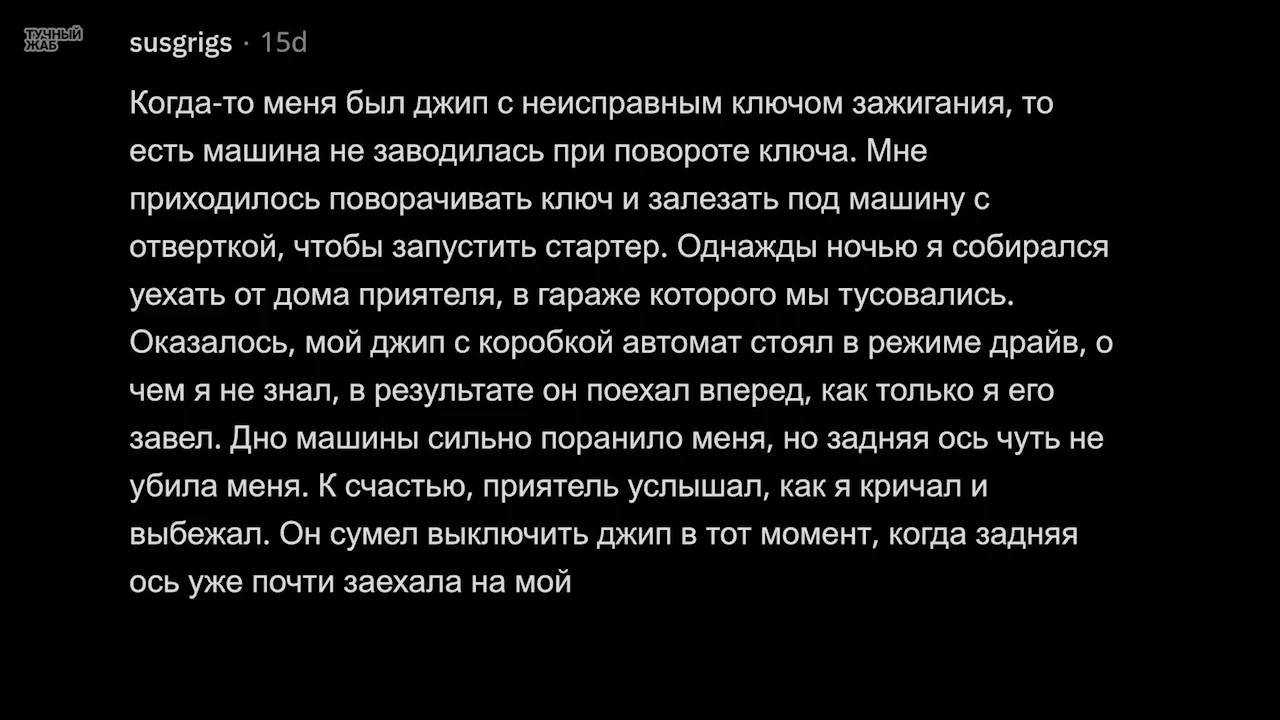 ТУЧНЫЙ
ЖАБ
susgrigs · 15d
Когда-то меня был джип с неисправным ключом зажигания, то
есть машина не заводилась при повороте ключа. Мне
приходилось поворачивать ключ и залезать под машину с
отверткой, чтобы запустить стартер. Однажды ночью я собирался
уехать от дома приятеля, в гараже которого мы тусовались.
Оказалось, мой джип с коробкой автомат стоял в режиме драйв, о
чем я не знал, в результате он поехал вперед, как только я его
завел. Дно машины сильно поранило меня, но задняя ось чуть не
убила меня. К счастью, приятель услышал, как я кричал и
выбежал. Он сумел выключить джип в тот момент, когда задняя
ось уже почти заехала на мой